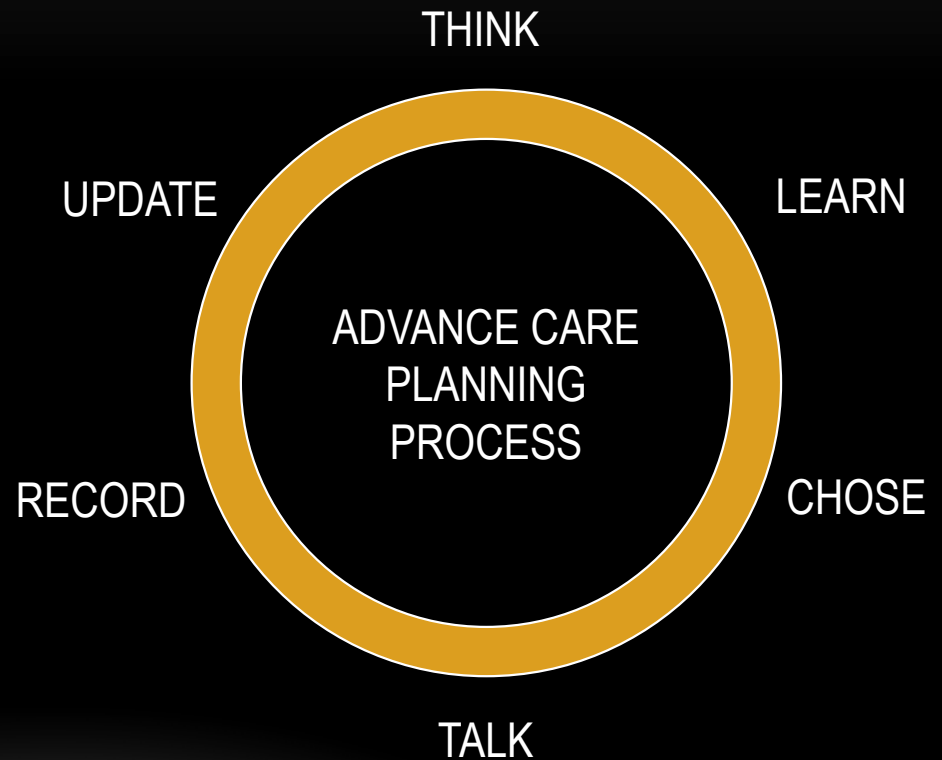 THINK
UPDATE
LEARN
ADVANCE CARE
PLANNING
PROCESS
RECORD
CHOSE
TALK